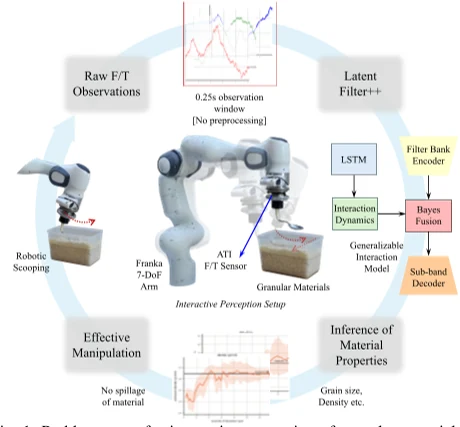 Raw F/T
Observations
0.25s observation
window
[No preprocessing]
Latent
Filter++
LSTM
Filter Bank
Encoder
Interaction
Dynamics
Bayes
Fusion
Generalizable
Interaction
Model
Sub-band
Decoder
Robotic
Scooping
Franka
7-DoF
Arm
ATI
F/T Sensor
Granular Materials
Interactive Perception Setup
Effective
Manipulation
Inference of
Material
Properties
No spillage
of material
Grain size,
Density etc.